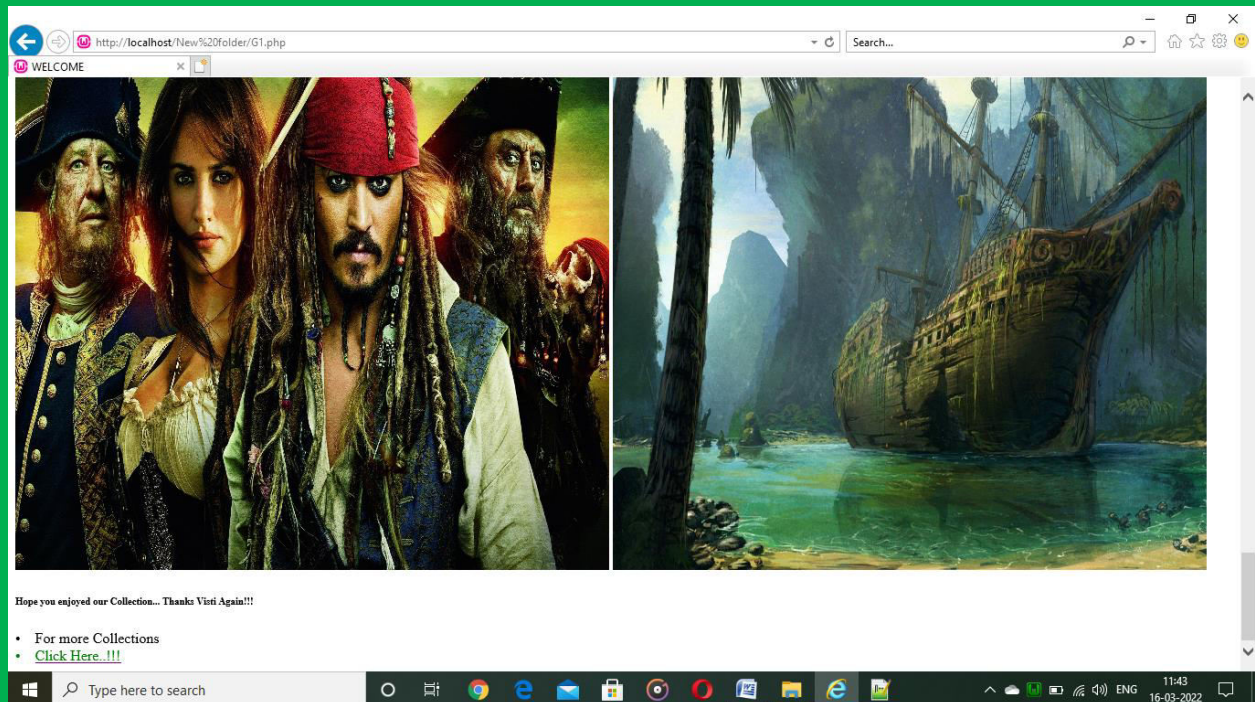 http://localhost/New%20folder/G1.php
Search...
WELCOME
Hope you enjoyed our Collection... Thanks Visti Again!!!
• For more Collections
• Click Here..!!!
Type here to search
ENG
11:43
16-03-2022